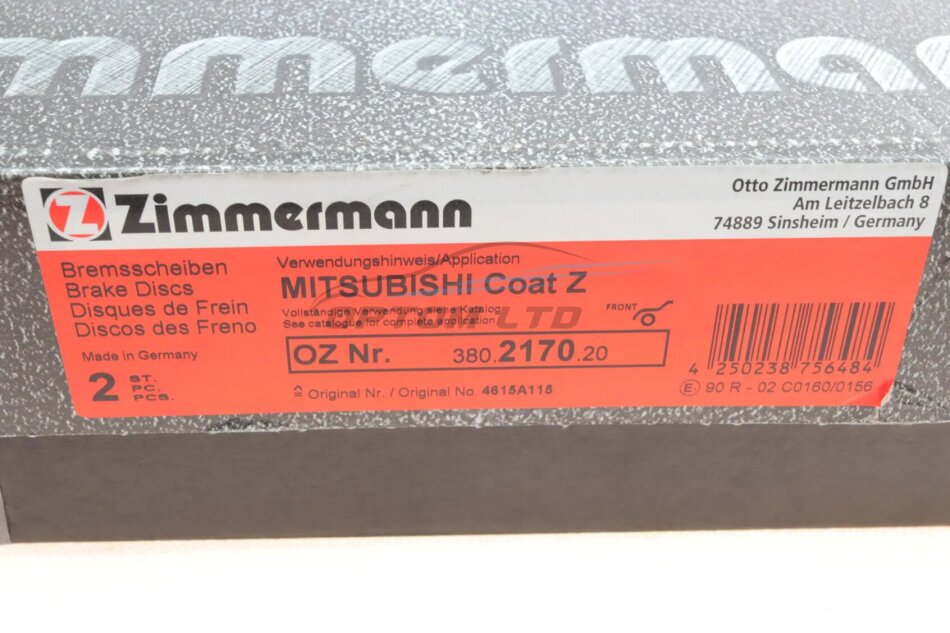 mmermann
Zimmermann
Otto Zimmermann GmbH
Am Leitzelbach 8
74889 Sinsheim / Germany
Bremsscheiben
Brake Discs
Disques de Frein
Discos des Freno
Made in Germany
2 ST.
PC.
PCS.
Verwendungshinweis/Application
MITSUBISHI Coat Z
Vollständige Verwendung siehe Katalog
See catalogue for complete application
FRONT
OZ Nr. 380.2170.20
Original Nr. / Original No. 4615A115
4 250238 756484
E 90 R - 02 C0160/0156
LTD